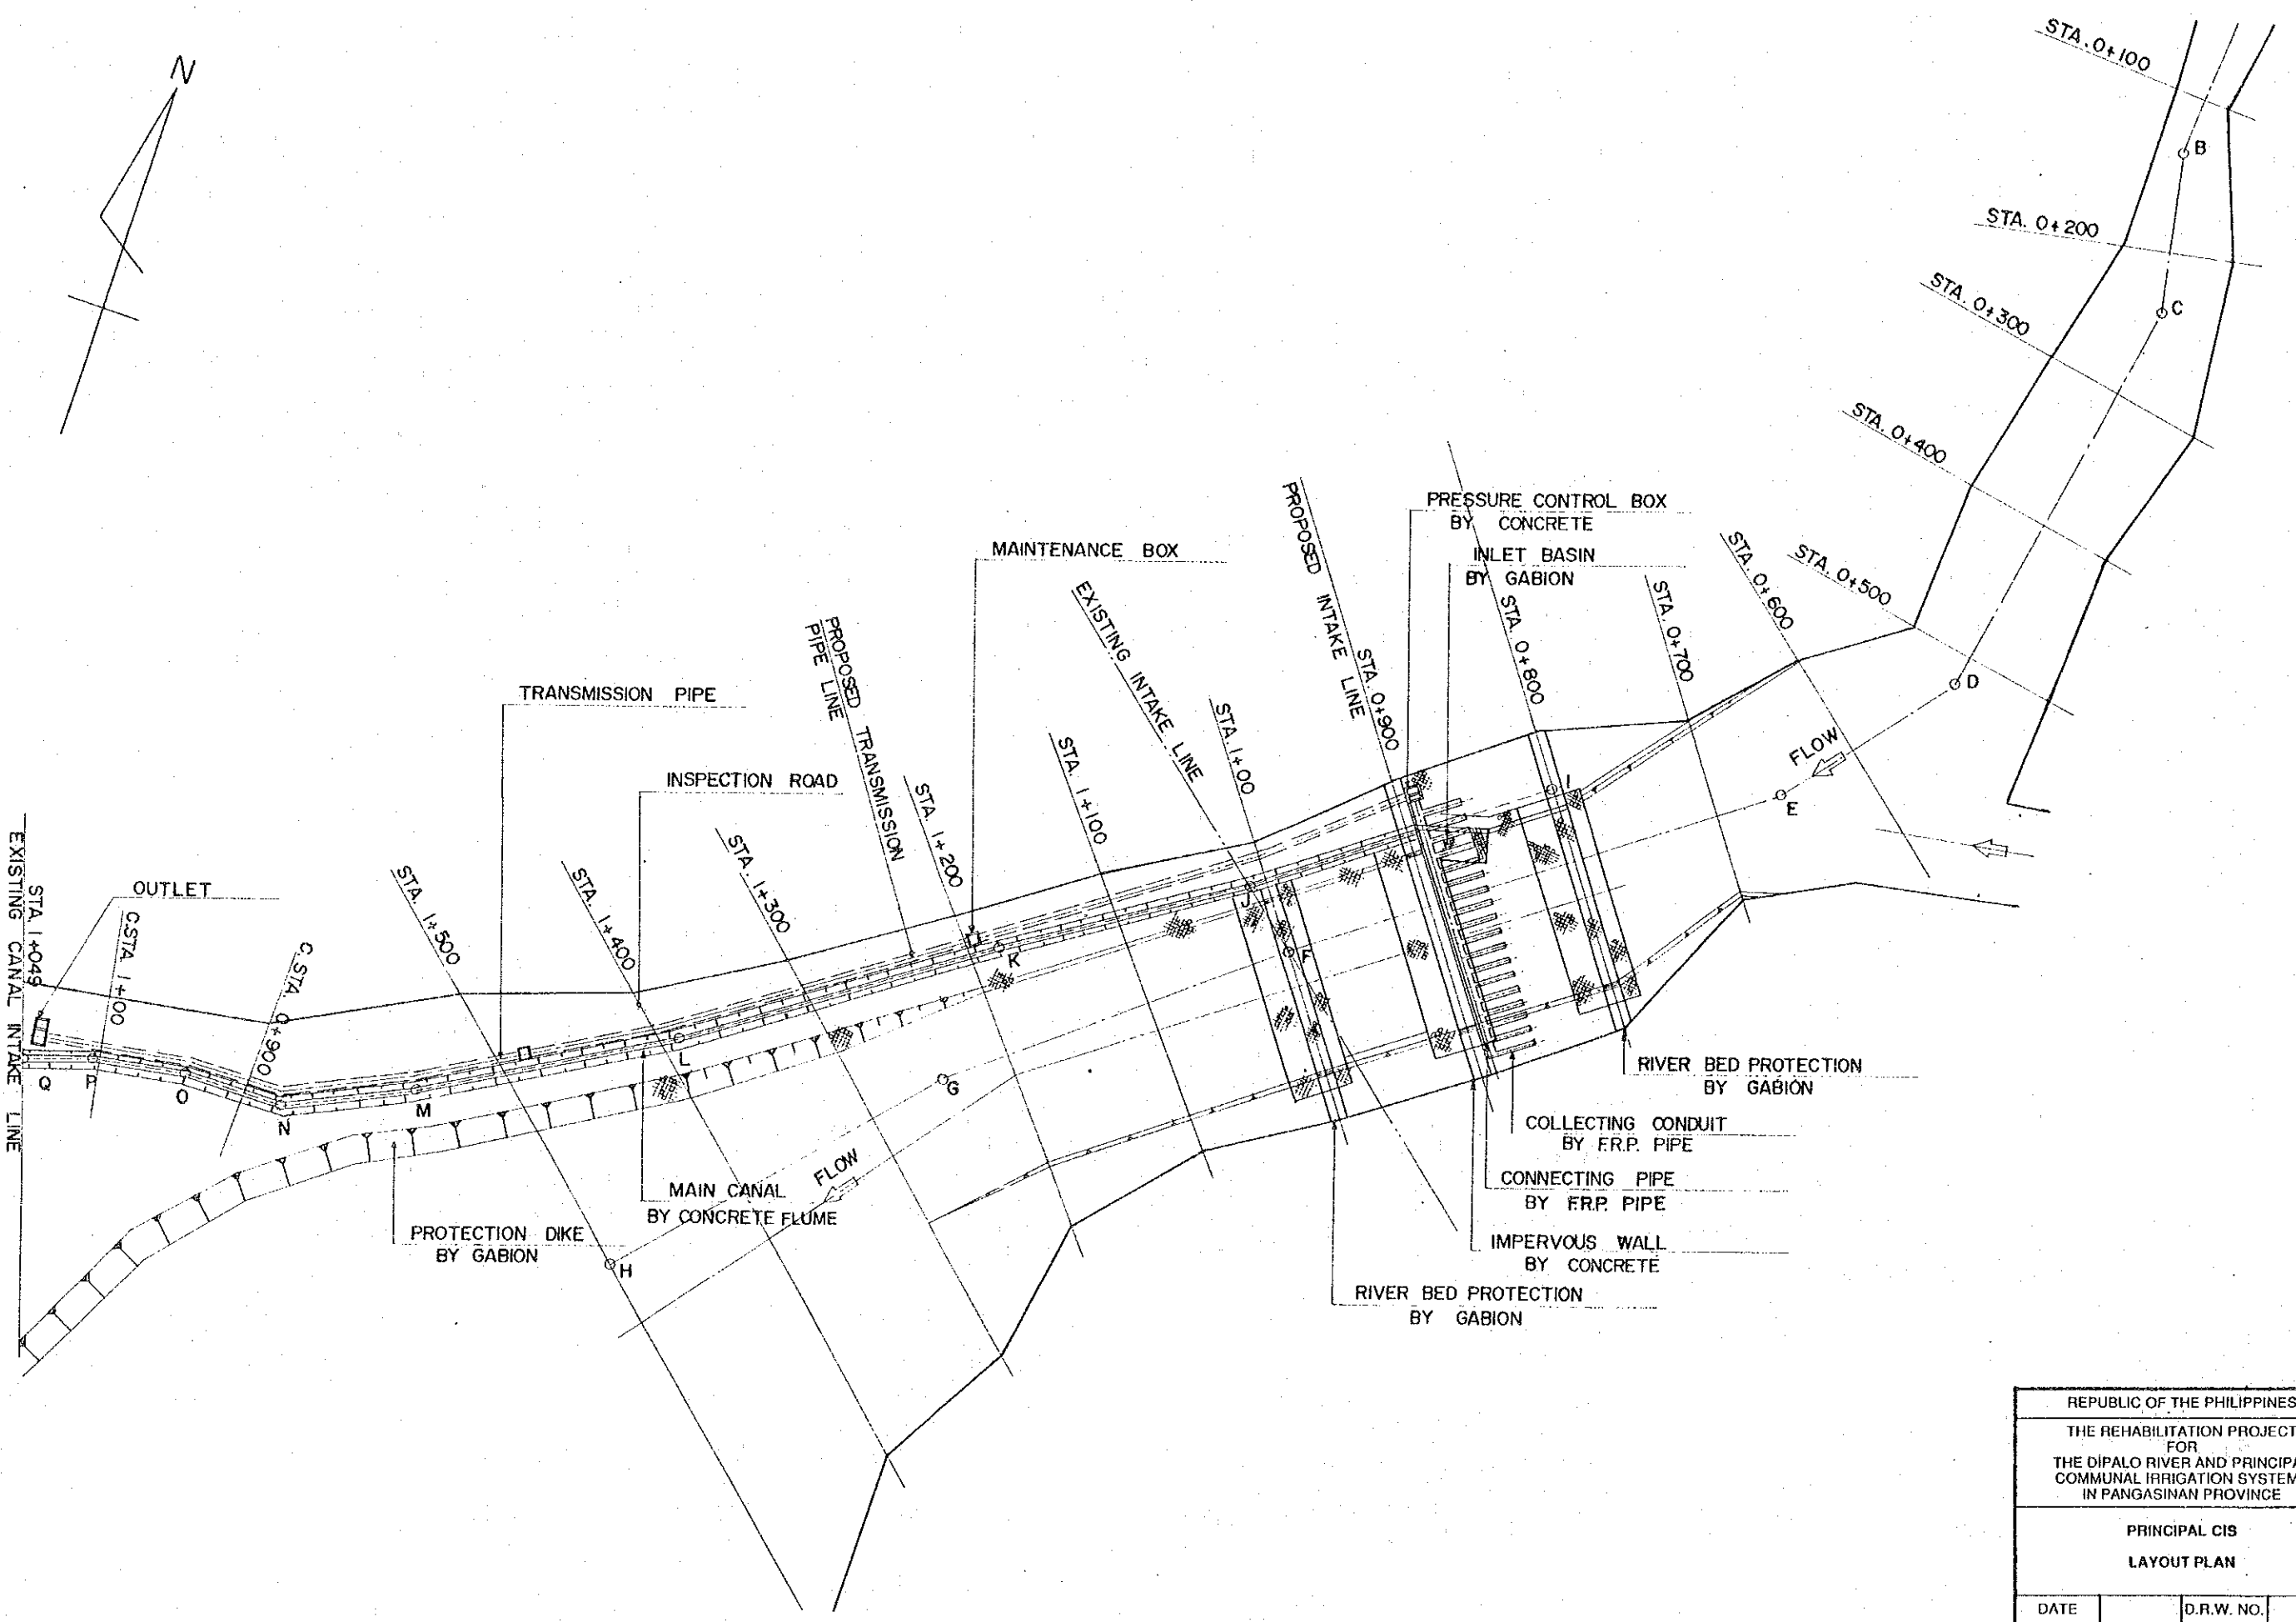 N
STA. 0+100
B
STA. 0+200
C
STA. 0+300
STA. 0+400
STA. 0+500
D
STA. 0+600
STA. 0+700
FLOW
E
STA. 0+800
I
PRESSURE CONTROL BOX
BY CONCRETE
INLET BASIN
BY GABION
PROPOSED INTAKE LINE
STA. 0+900
MAINTENANCE BOX
EXISTING INTAKE LINE
STA. 1+00
J
F
STA. 1+100
PROPOSED TRANSMISSION
PIPE LINE
STA. 1+200
K
TRANSMISSION PIPE
INSPECTION ROAD
STA. 1+300
STA. 1+400
L
G
STA. 1+500
M
H
FLOW
OUTLET
C.STA. 0+900
C.STA 1+00
STA. 1+049
EXISTING CANAL INTAKE LINE
Q
P
O
N
MAIN CANAL
BY CONCRETE FLUME
PROTECTION DIKE
BY GABION
RIVER BED PROTECTION
BY GABION
COLLECTING CONDUIT
BY F.R.P. PIPE
CONNECTING PIPE
BY F.R.P. PIPE
IMPERVOUS WALL
BY CONCRETE
RIVER BED PROTECTION
BY GABION
REPUBLIC OF THE PHILIPPINES
THE REHABILITATION PROJECT
FOR
THE DIPALO RIVER AND PRINCIPA
COMMUNAL IRRIGATION SYSTEM
IN PANGASINAN PROVINCE
PRINCIPAL CIS
LAYOUT PLAN
DATE
D.R.W. NO.